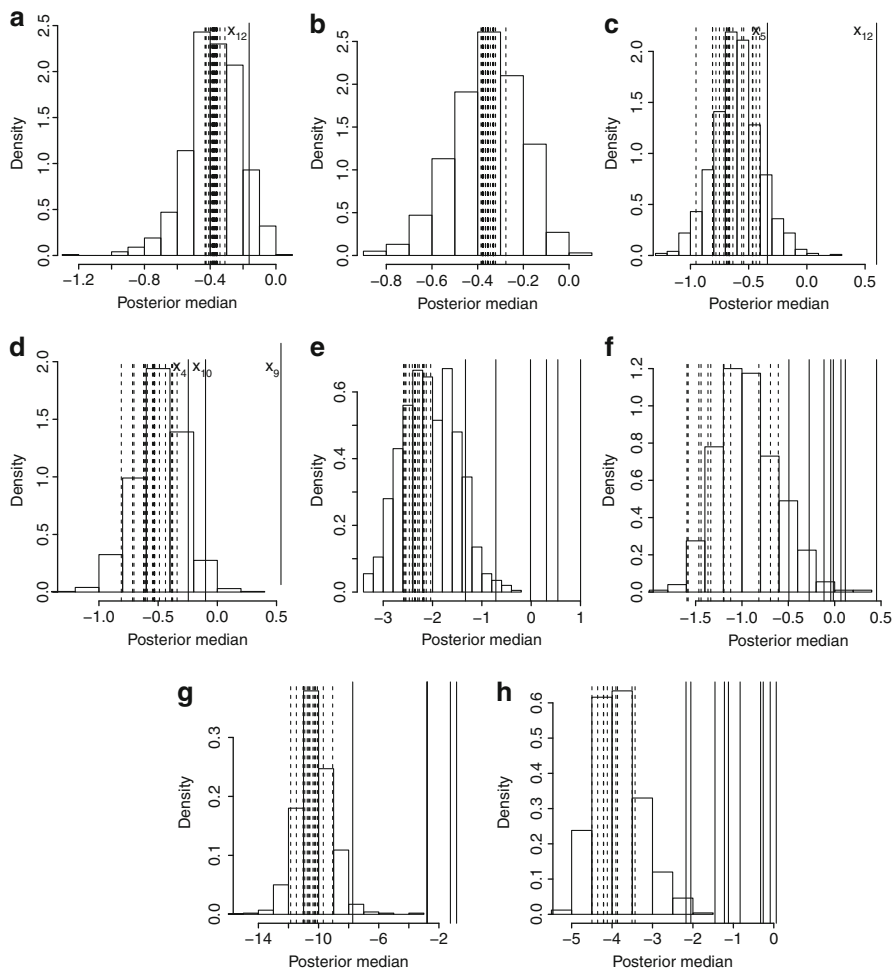 a
x12
Density
0.0 0.5 1.0 1.5 2.0 2.5
−1.2 −0.4 0.0
Posterior median
b
Density
0.0 0.5 1.0 1.5 2.0 2.5
−0.8 −0.6 −0.4 −0.2 0.0
Posterior median
c
x5 x12
Density
0.0 0.5 1.0 1.5 2.0
−1.0 −0.5 0.0 0.5
Posterior median
d
x4 x10 x9
Density
0.0 0.5 1.0 1.5 2.0
−1.0 −0.5 0.0 0.5
Posterior median
e
Density
0.0 0.2 0.4 0.6
−3 −2 −1 0 1
Posterior median
f
Density
0.0 0.2 0.4 0.6 0.8 1.0 1.2
−1.5 −1.0 −0.5 0.0 0.5
Posterior median
g
Density
0.0 0.1 0.2 0.3
−14 −10 −6 −2
Posterior median
h
Density
0.0 0.1 0.2 0.3 0.4 0.5 0.6
−5 −4 −3 −2 −1 0
Posterior median